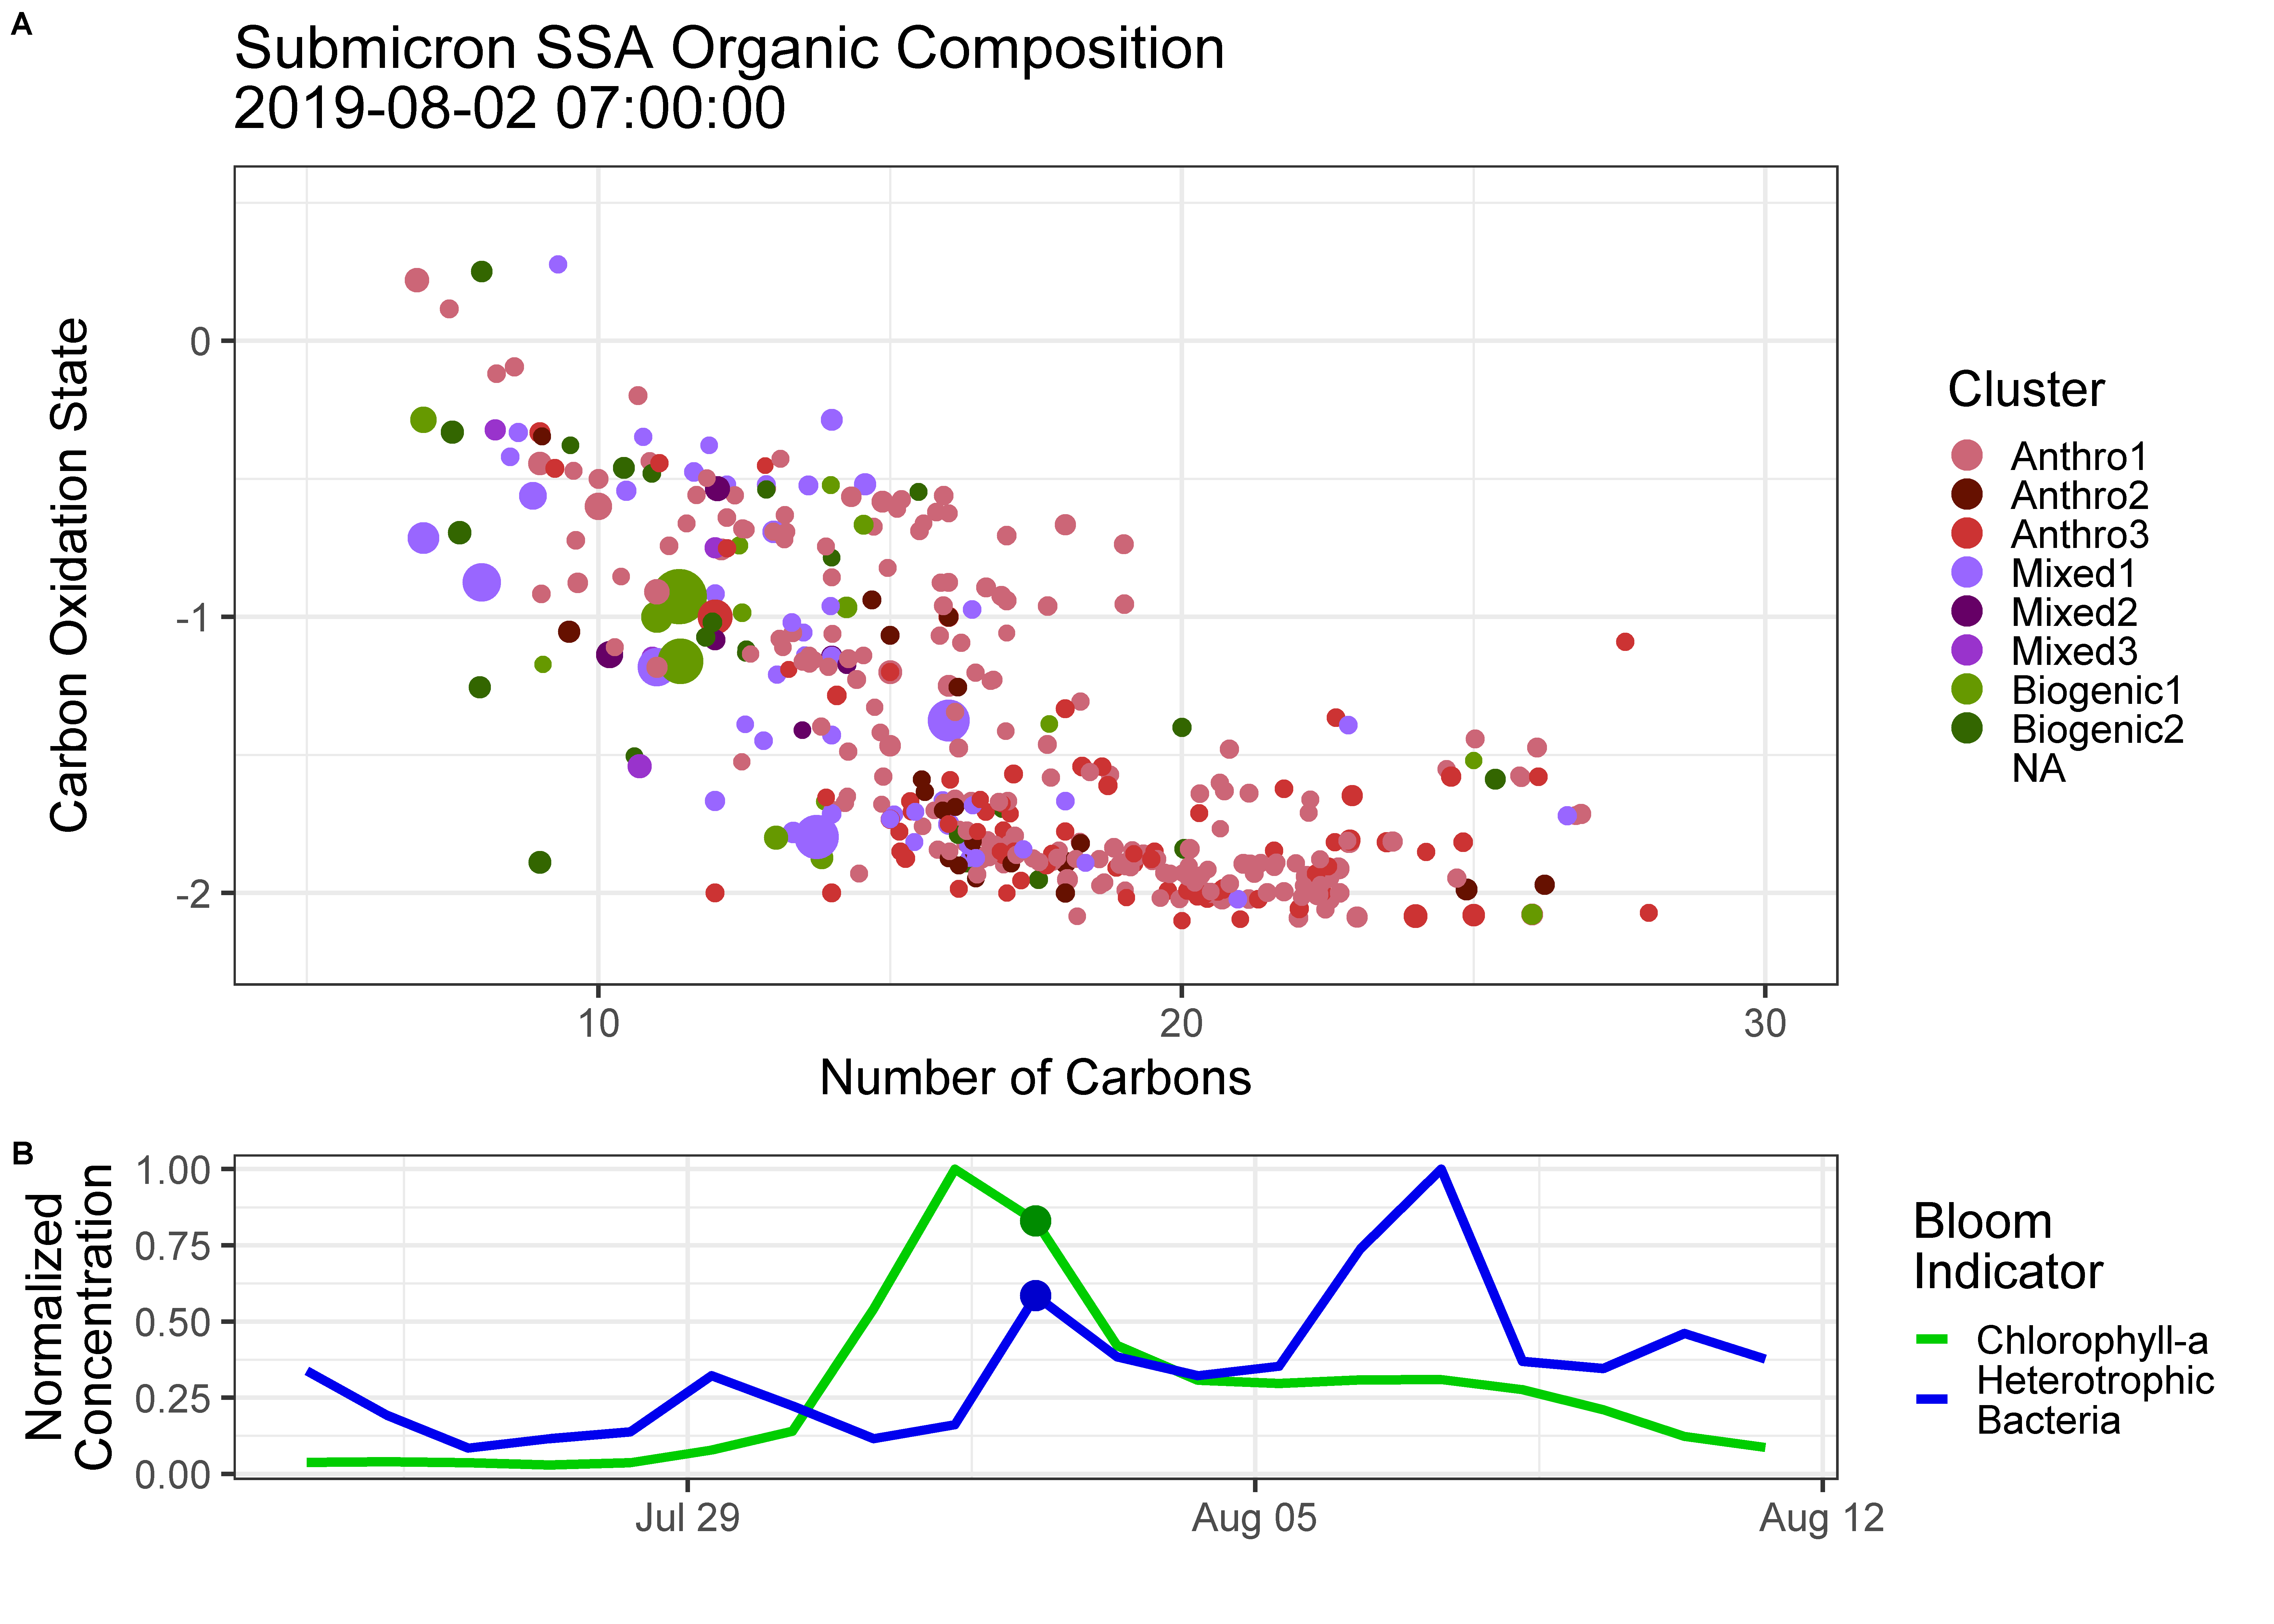 A
Submicron SSA Organic Composition
2019-08-02 07:00:00
Carbon Oxidation State
0
-1
-2
10
20
30
Number of Carbons
Cluster
Anthro1
Anthro2
Anthro3
Mixed1
Mixed2
Mixed3
Biogenic1
Biogenic2
NA
B
Normalized
Concentration
1.00
0.75
0.50
0.25
0.00
Jul 29
Aug 05
Aug 12
Bloom
Indicator
Chlorophyll-a
Heterotrophic
Bacteria